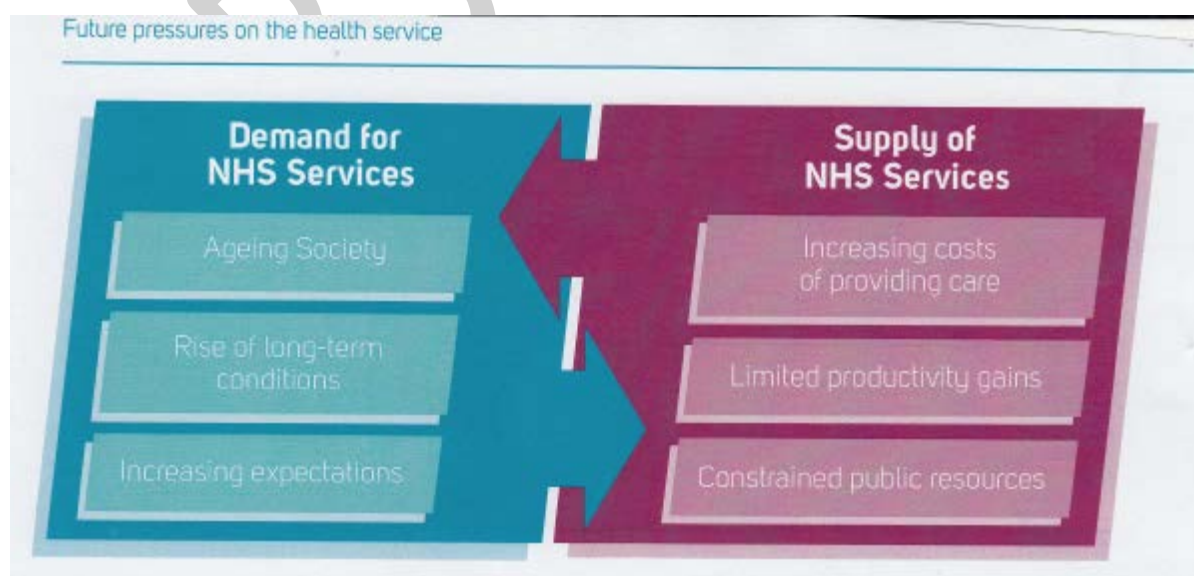 Future pressures on the health service
Demand for
NHS Services
Ageing Society
Rise of long-term
conditions
Increasing expectations
Supply of
NHS Services
Increasing costs
of providing care
Limited productivity gains
Constrained public resources